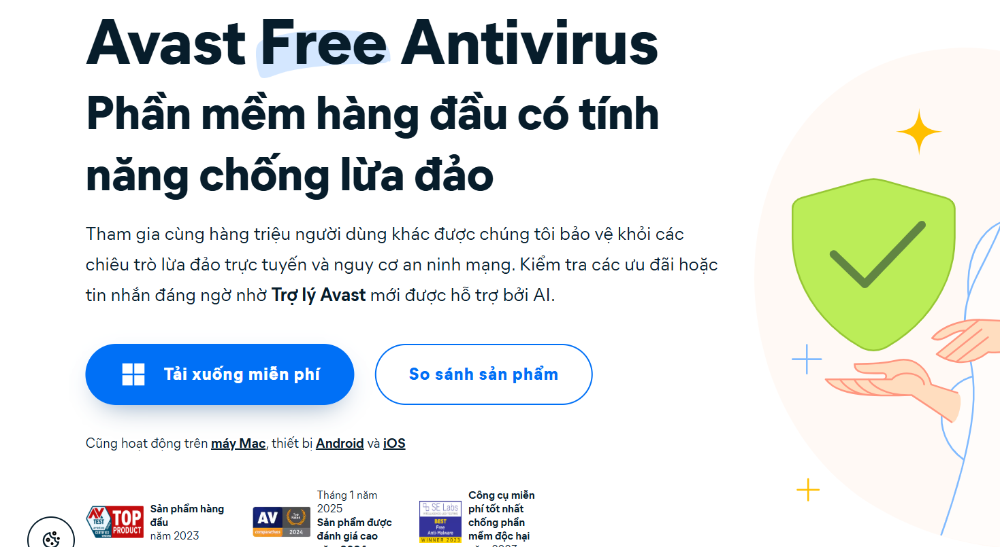 Avast Free Antivirus
Phần mềm hàng đầu có tính
năng chống lừa đảo
Tham gia cùng hàng triệu người dùng khác được chúng tôi bảo vệ khỏi các
chiêu trò lừa đảo trực tuyến và nguy cơ an ninh mạng. Kiểm tra các ưu đãi hoặc
tin nhắn đáng ngờ nhờ Trợ lý Avast mới được hỗ trợ bởi AI.
Tải xuống miễn phí
So sánh sản phẩm
Cũng hoạt động trên máy Mac, thiết bị Android và iOS
AV
TEST
TOP
PRODUCT
Sản phẩm hàng
đầu
năm 2023
AV
comparatives
Top
Rated
2024
Tháng 1 năm
2025
Sản phẩm được
đánh giá cao
SE Labs
BEST
Free
Anti-Malware
WINNER 2023
Công cụ miễn
phí tốt nhất
chống phần
mềm độc hại